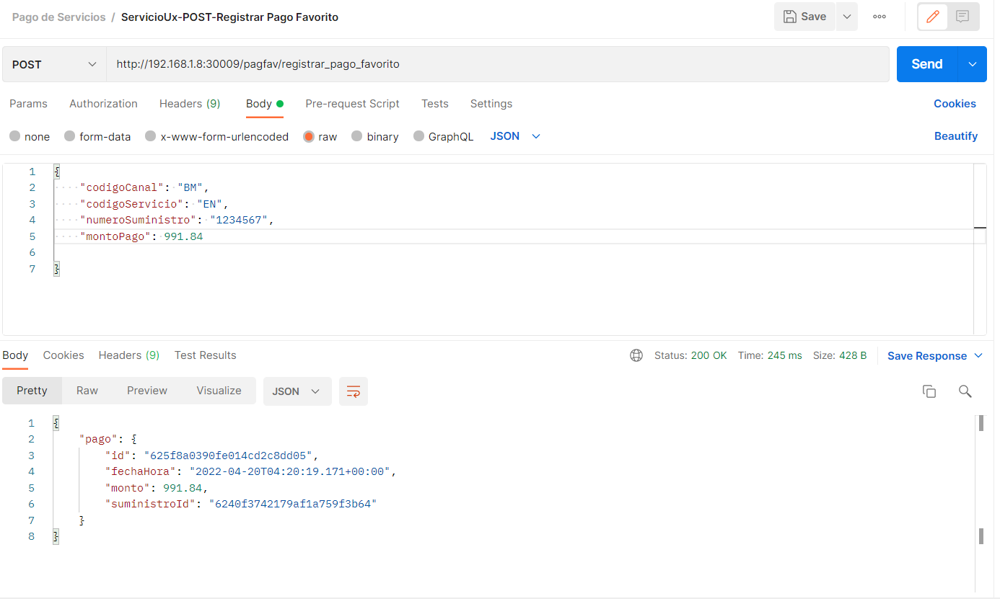 Pago de Servicios / ServicioUx-POST-Registrar Pago Favorito
Save
POST
http://192.168.1.8:30009/pagfav/registrar_pago_favorito
Send
Params Authorization Headers (9) Body Pre-request Script Tests Settings
Cookies
none form-data x-www-form-urlencoded raw binary GraphQL JSON
Beautify
1 {
2 "codigoCanal": "BM",
3 "codigoServicio": "EN",
4 "numeroSuministro": "1234567",
5 "montoPago": 991.84
6
7 }
Body Cookies Headers (9) Test Results
Status: 200 OK Time: 245 ms Size: 428 B Save Response
Pretty Raw Preview Visualize JSON
1 {
2 "pago": {
3 "id": "625f8a0390fe014cd2c8dd05",
4 "fechaHora": "2022-04-20T04:20:19.171+00:00",
5 "monto": 991.84,
6 "suministroId": "6240f3742179af1a759f3b64"
7 }
8 }